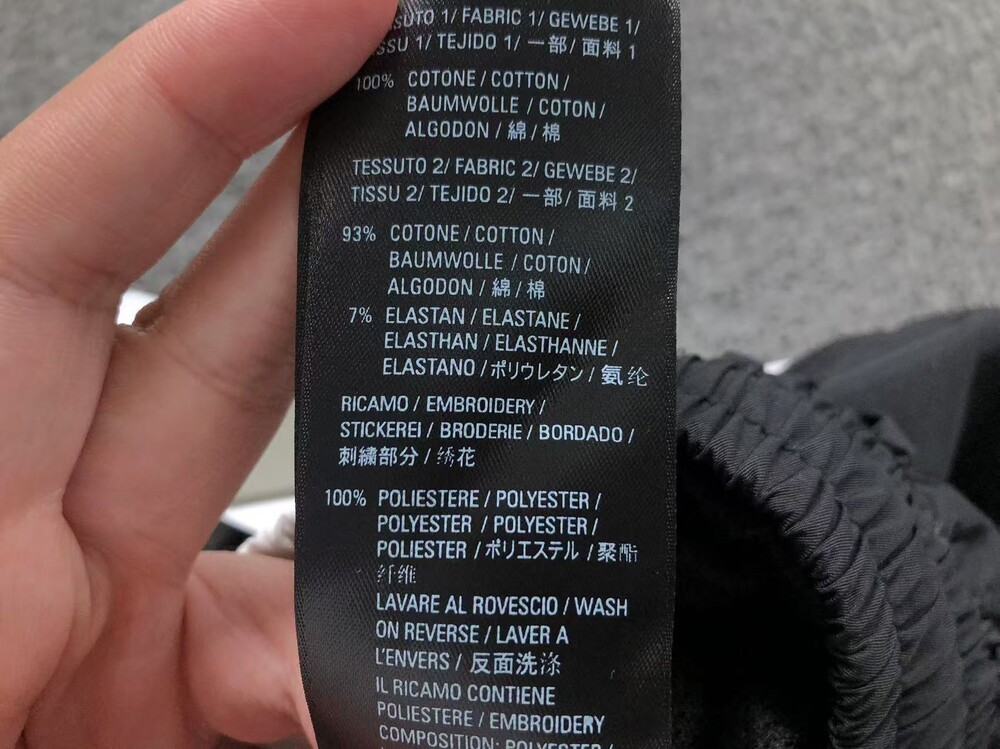 SUTO 1/ FABRIC 1/ GEWEBE 1/
SSU 1/ TEJIDO 1/ 一部/ 面料 1
100% COTONE / COTTON /
BAUMWOLLE / COTON /
ALGODON / 綿 / 棉
TESSUTO 2/ FABRIC 2/ GEWEBE 2/
TISSU 2/ TEJIDO 2/ 一部/ 面料 2
93% COTONE / COTTON /
BAUMWOLLE / COTON /
ALGODON / 綿 / 棉
7% ELASTAN / ELASTANE /
ELASTHAN / ELASTHANNE /
ELASTANO / ポリウレタン / 氨纶
RICAMO / EMBROIDERY /
STICKEREI / BRODERIE / BORDADO /
刺繍部分 / 绣花
100% POLIESTERE / POLYESTER /
POLYESTER / POLYESTER /
POLIESTER / ポリエステル / 聚酯
纤维
LAVARE AL ROVESCIO / WASH
ON REVERSE / LAVER A
L'ENVERS / 反面洗涤
IL RICAMO CONTIENE
POLIESTERE / EMBROIDERY
COMPOSITION: POLYESTER /